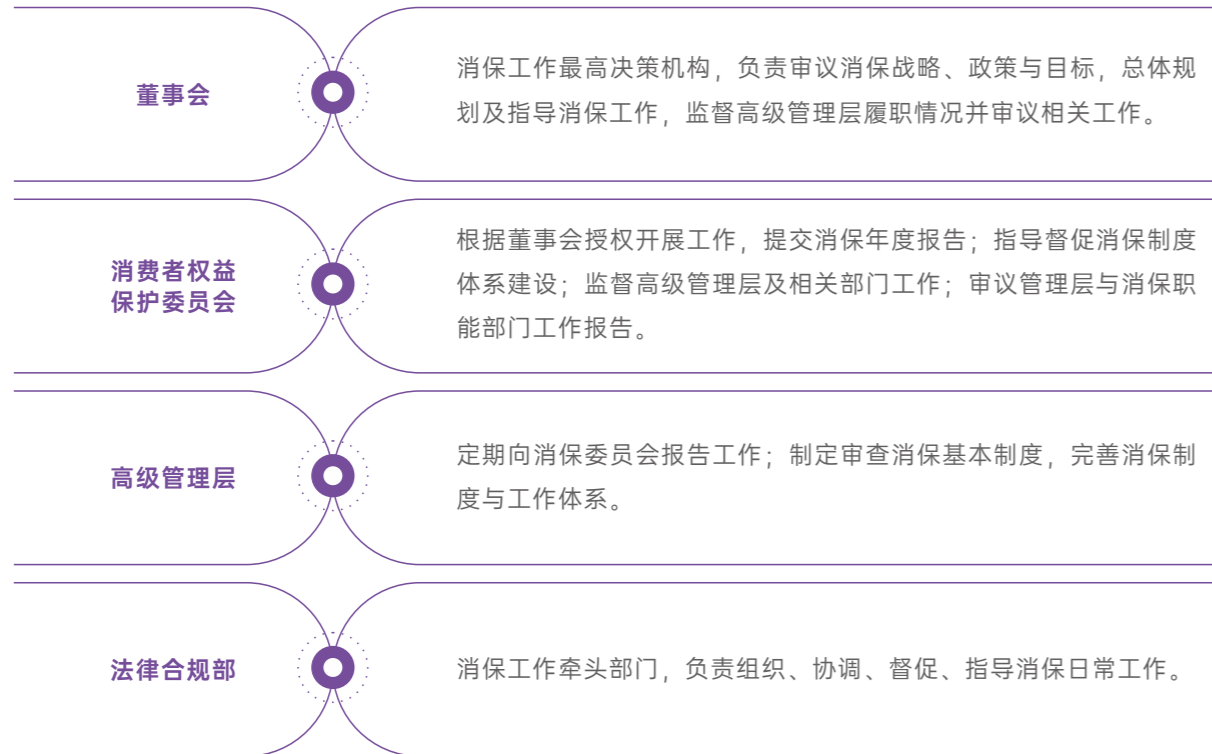 董事会
消保工作最高决策机构，负责审议消保战略、政策与目标，总体规
划及指导消保工作，监督高级管理层履职情况并审议相关工作。
消费者权益
保护委员会
根据董事会授权开展工作，提交消保年度报告；指导督促消保制度
体系建设；监督高级管理层及相关部门工作；审议管理层与消保职
能部门工作报告。
高级管理层
定期向消保委员会报告工作；制定审查消保基本制度，完善消保制
度与工作体系。
法律合规部
消保工作牵头部门，负责组织、协调、督促、指导消保日常工作。